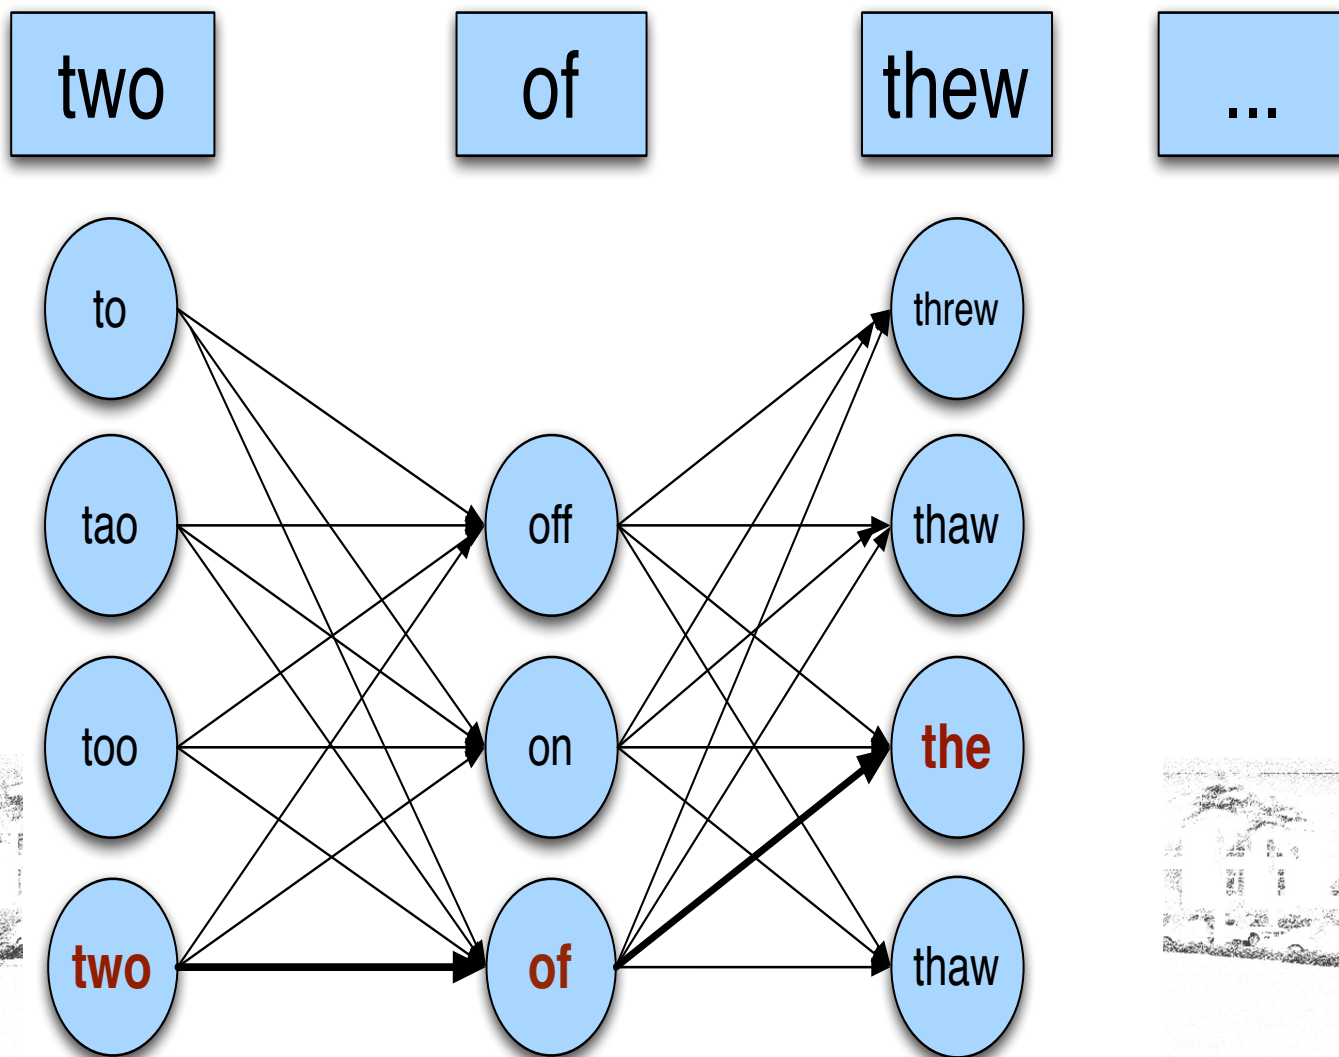 two of thew ...
to threw
tao off thaw
too on the
two of thaw